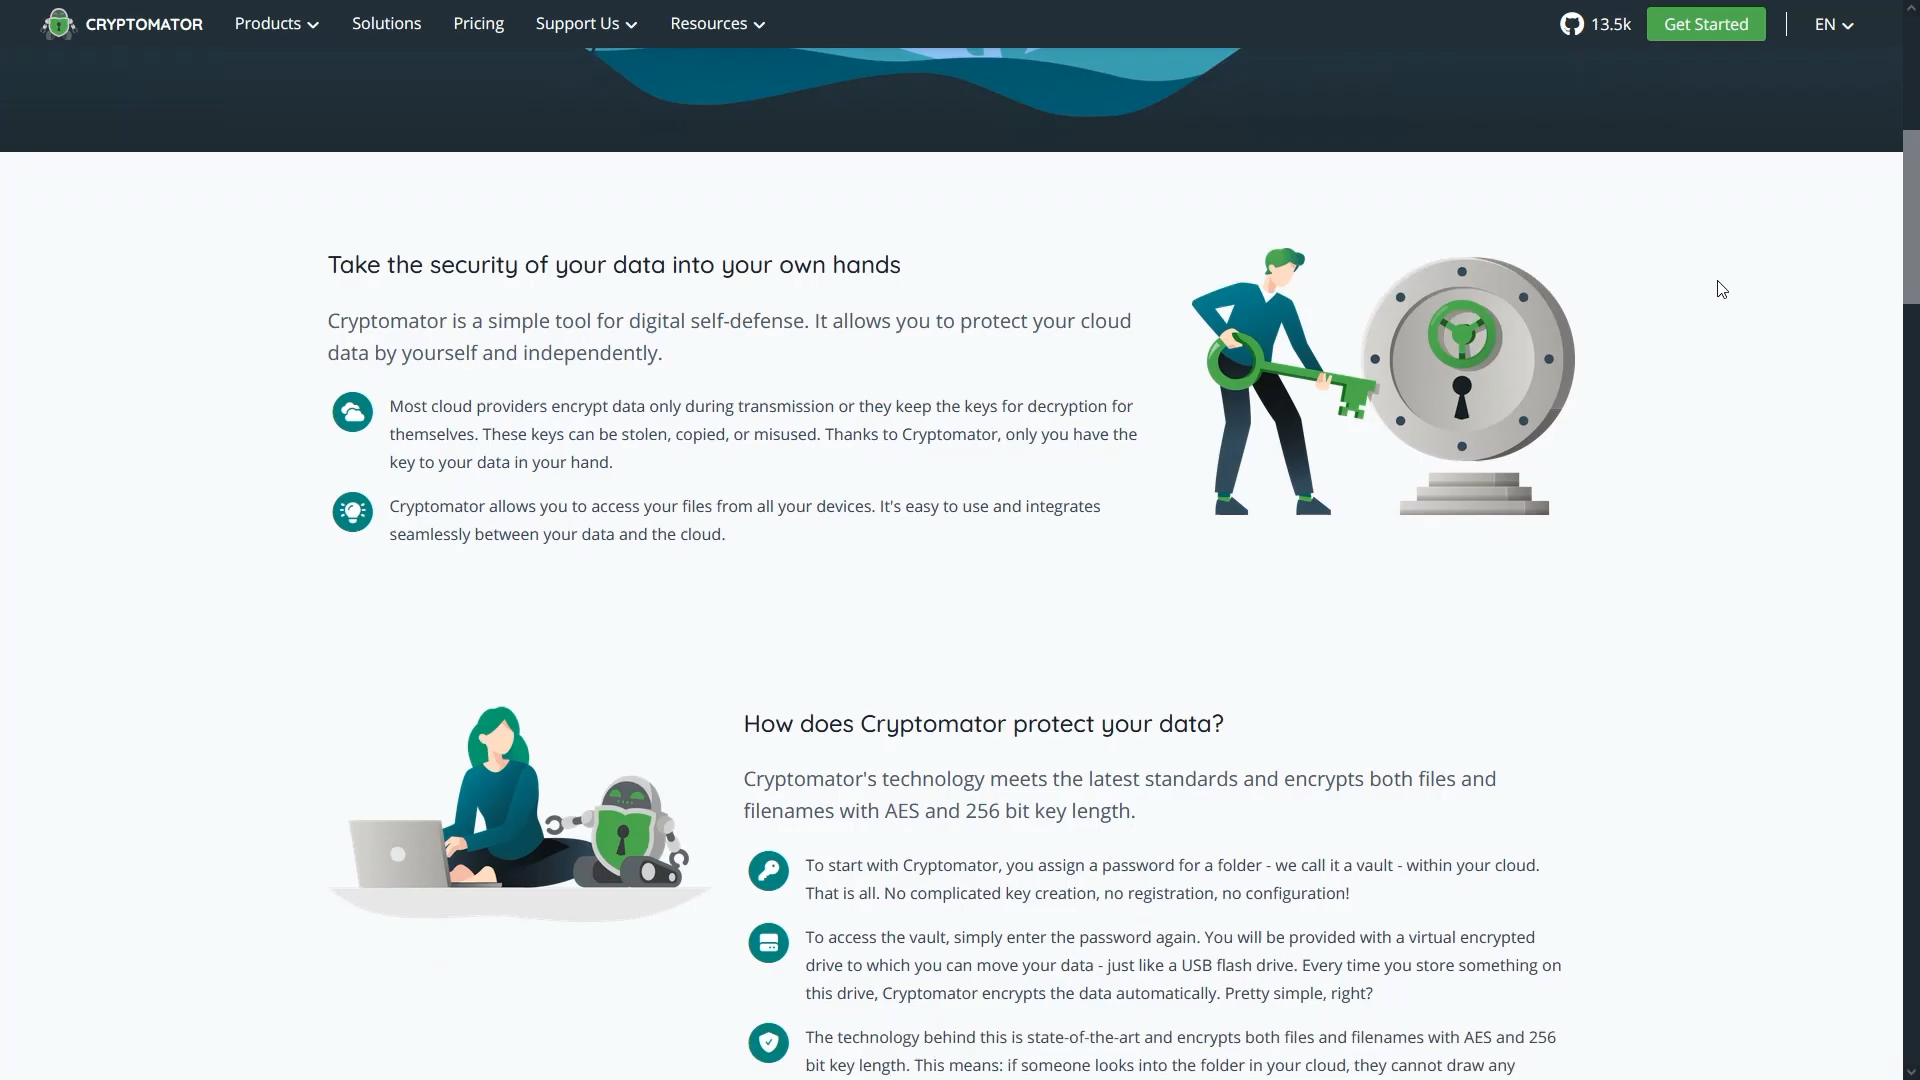 CRYPTOMATOR Products Solutions Pricing Support Us Resources 13.5k Get Started EN
Take the security of your data into your own hands
Cryptomator is a simple tool for digital self-defense. It allows you to protect your cloud
data by yourself and independently.
Most cloud providers encrypt data only during transmission or they keep the keys for decryption for
themselves. These keys can be stolen, copied, or misused. Thanks to Cryptomator, only you have the
key to your data in your hand.
Cryptomator allows you to access your files from all your devices. It's easy to use and integrates
seamlessly between your data and the cloud.
How does Cryptomator protect your data?
Cryptomator's technology meets the latest standards and encrypts both files and
filenames with AES and 256 bit key length.
To start with Cryptomator, you assign a password for a folder - we call it a vault - within your cloud.
That is all. No complicated key creation, no registration, no configuration!
To access the vault, simply enter the password again. You will be provided with a virtual encrypted
drive to which you can move your data - just like a USB flash drive. Every time you store something on
this drive, Cryptomator encrypts the data automatically. Pretty simple, right?
The technology behind this is state-of-the-art and encrypts both files and filenames with AES and 256
bit key length. This means: if someone looks into the folder in your cloud, they cannot draw any